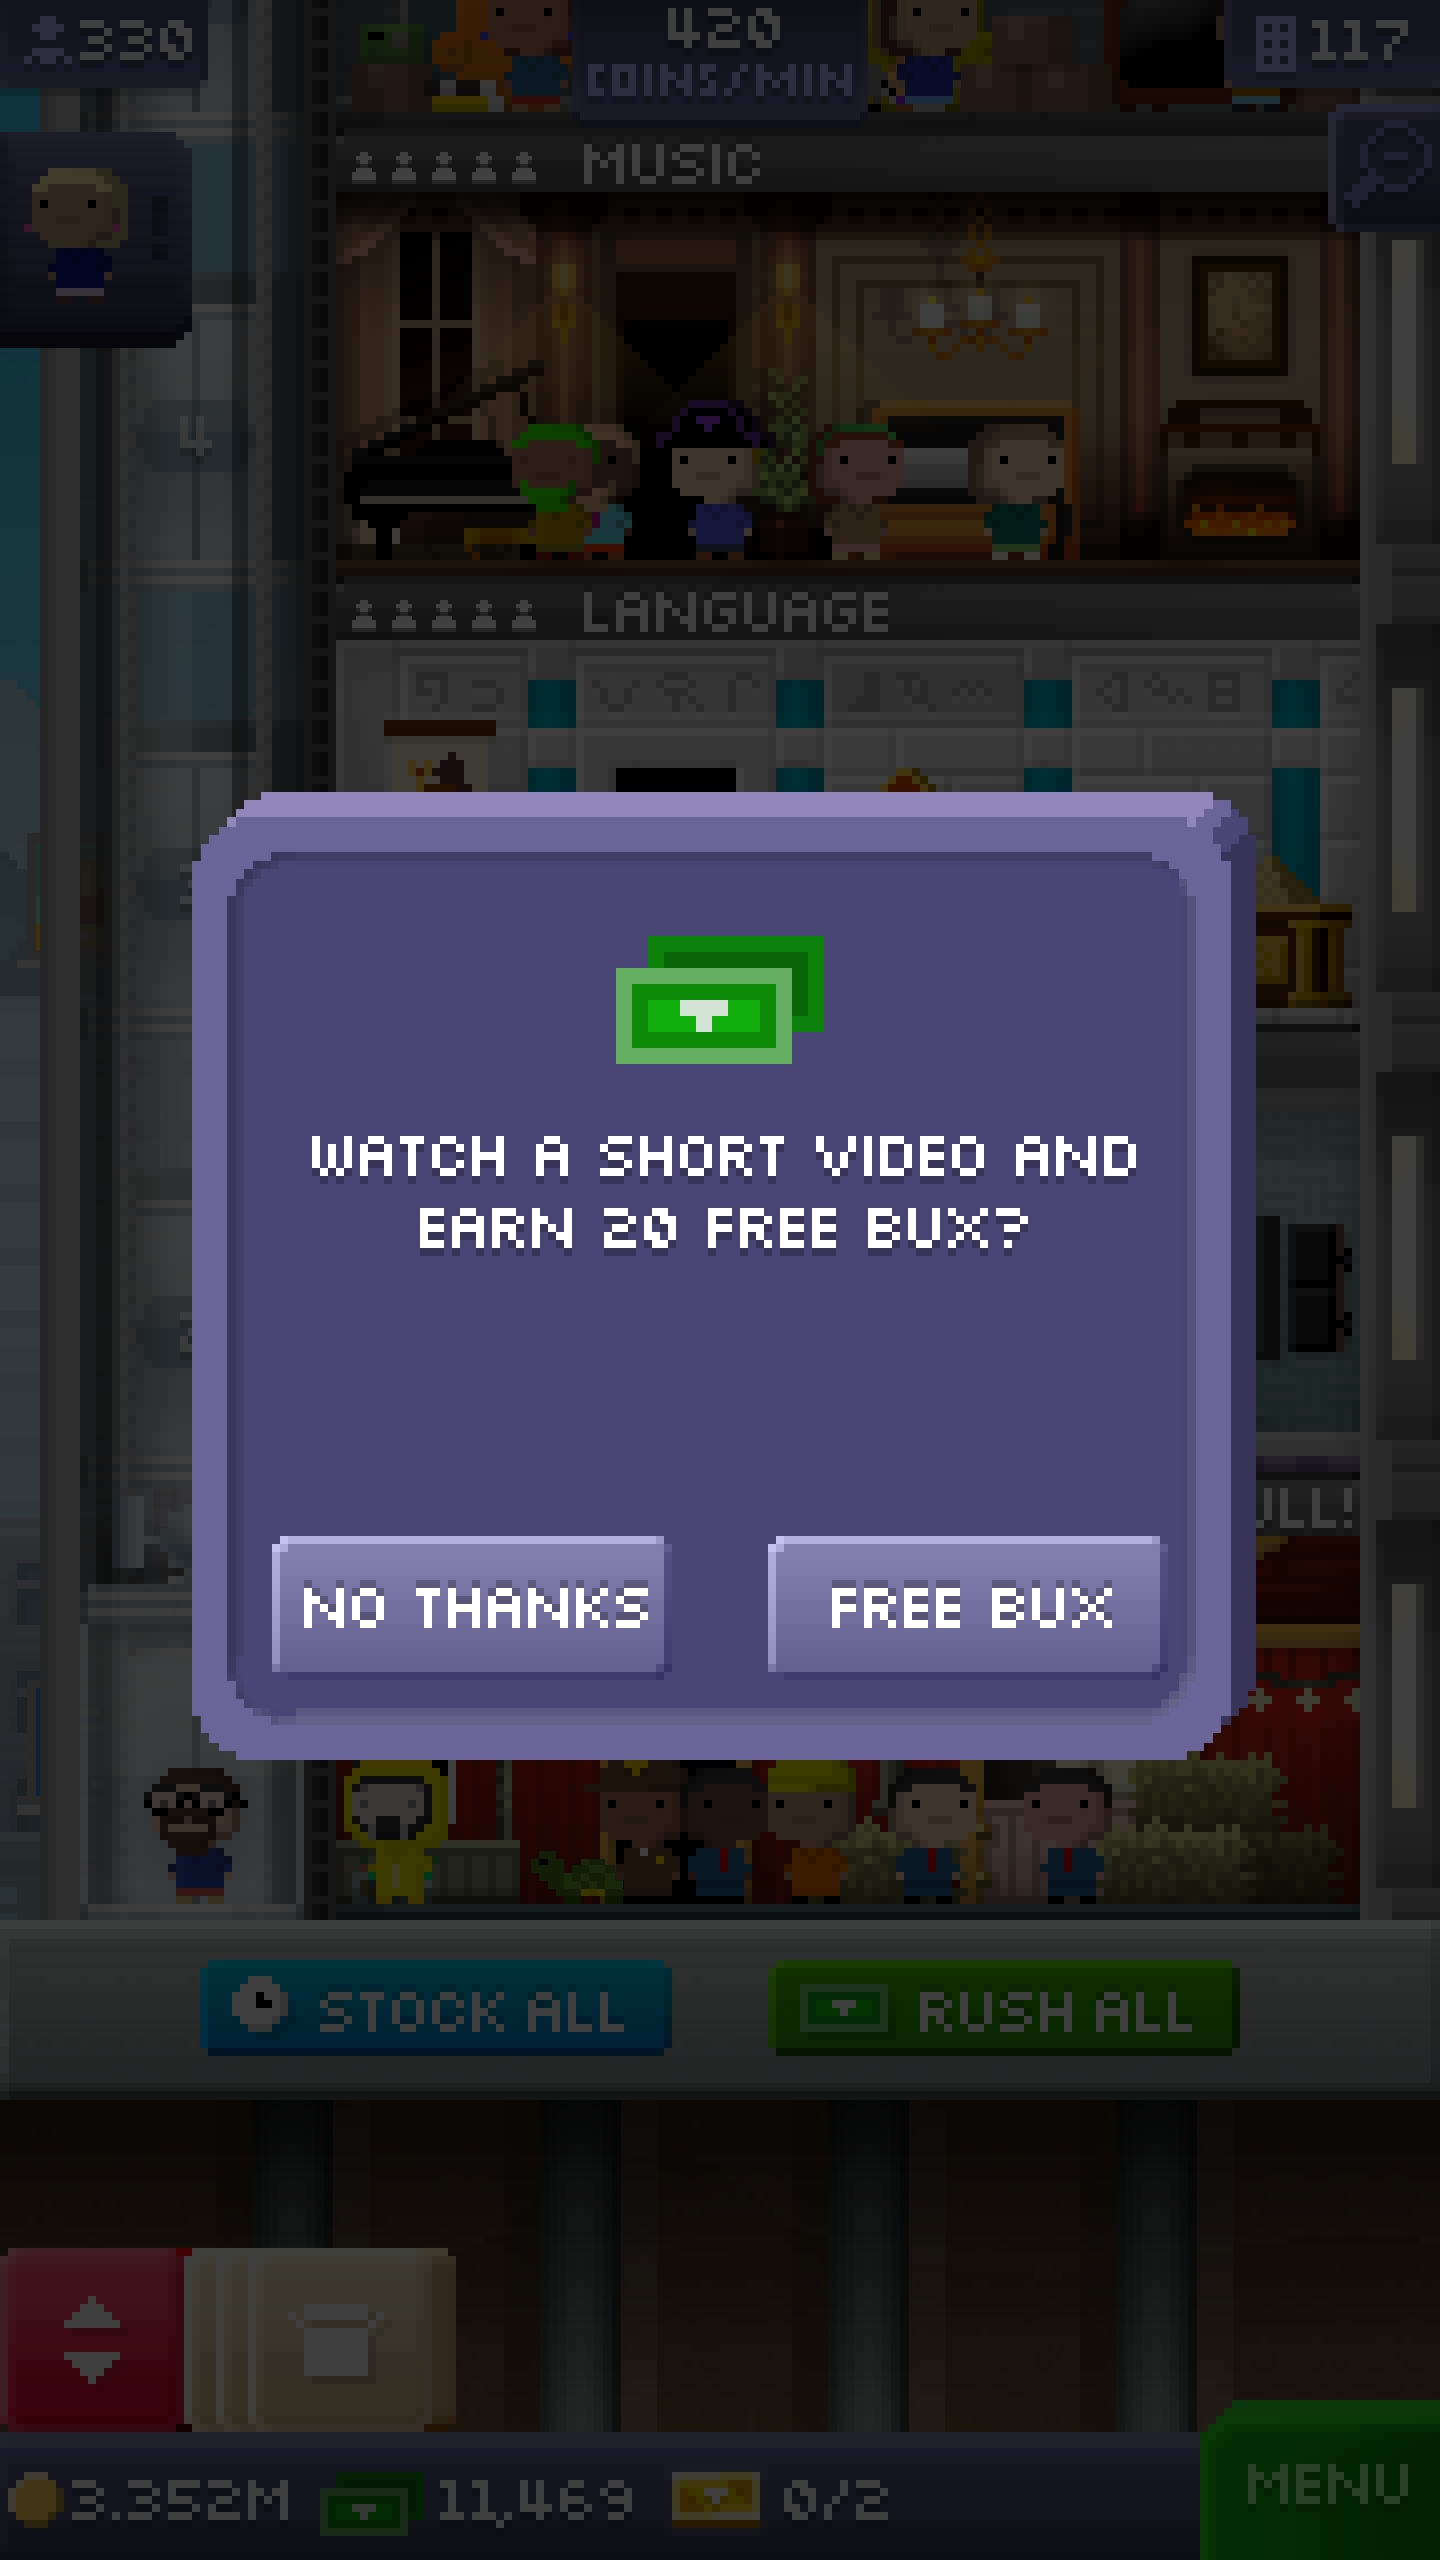 330
420
COINS/MIN
117
MUSIC
4
LANGUAGE
WATCH A SHORT VIDEO AND
EARN 20 FREE BUX?
ULL!
NO THANKS
FREE BUX
STOCK ALL
RUSH ALL
3.352M
11,469
0/2
MENU